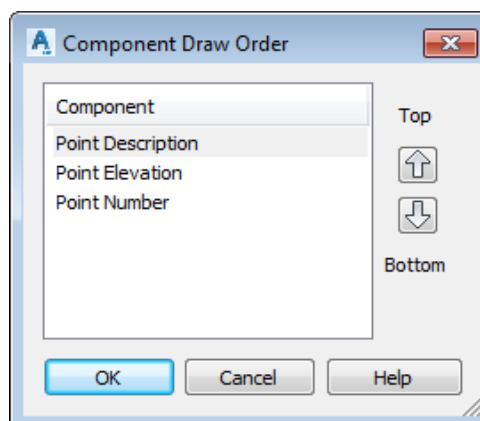 Component Draw Order
Component
Point Description
Point Elevation
Point Number
Top
Bottom
OK
Cancel
Help